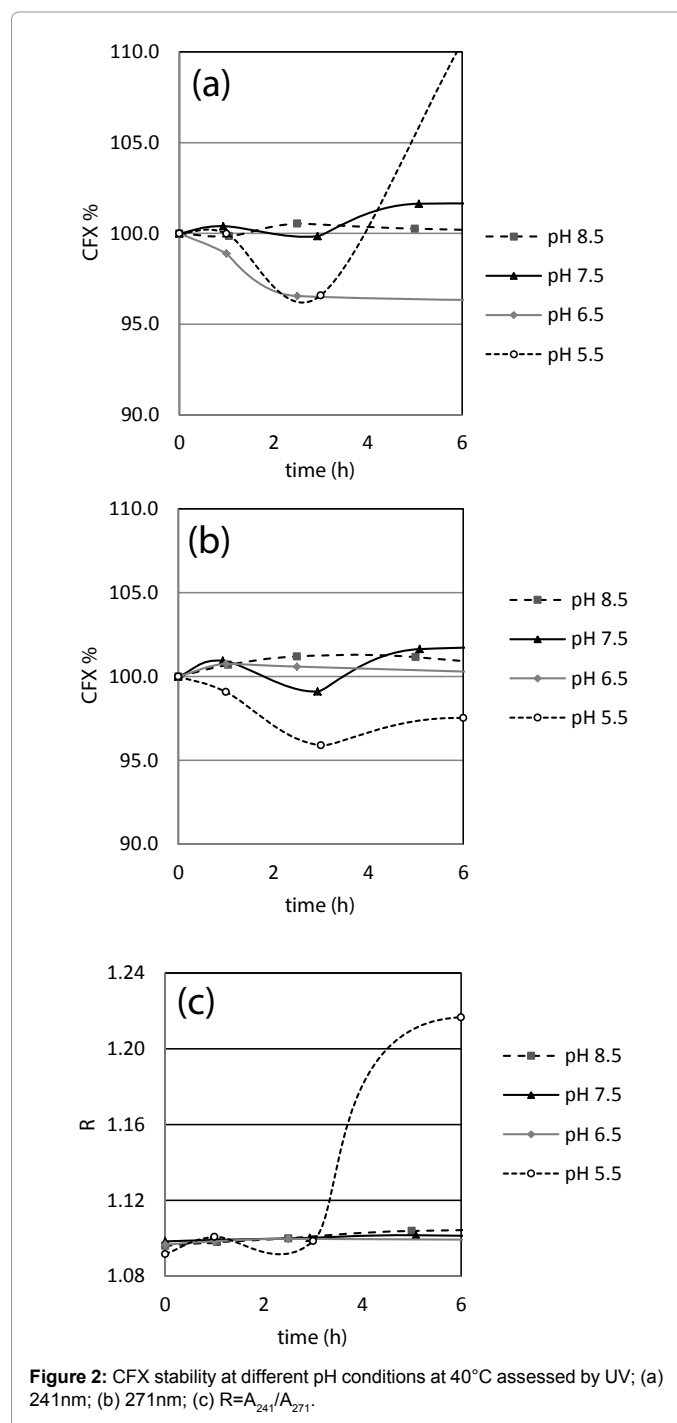 (a)
110.0
105.0
100.0
95.0
90.0
CFX %
0 2 4 6
time (h)
pH 8.5
pH 7.5
pH 6.5
pH 5.5
(b)
110.0
105.0
100.0
95.0
90.0
CFX %
0 2 4 6
time (h)
pH 8.5
pH 7.5
pH 6.5
pH 5.5
(c)
1.24
1.20
1.16
1.12
1.08
R
0 2 4 6
time (h)
pH 8.5
pH 7.5
pH 6.5
pH 5.5
Figure 2: CFX stability at different pH conditions at 40°C assessed by UV; (a)
241nm; (b) 271nm; (c) R=A241/A271.